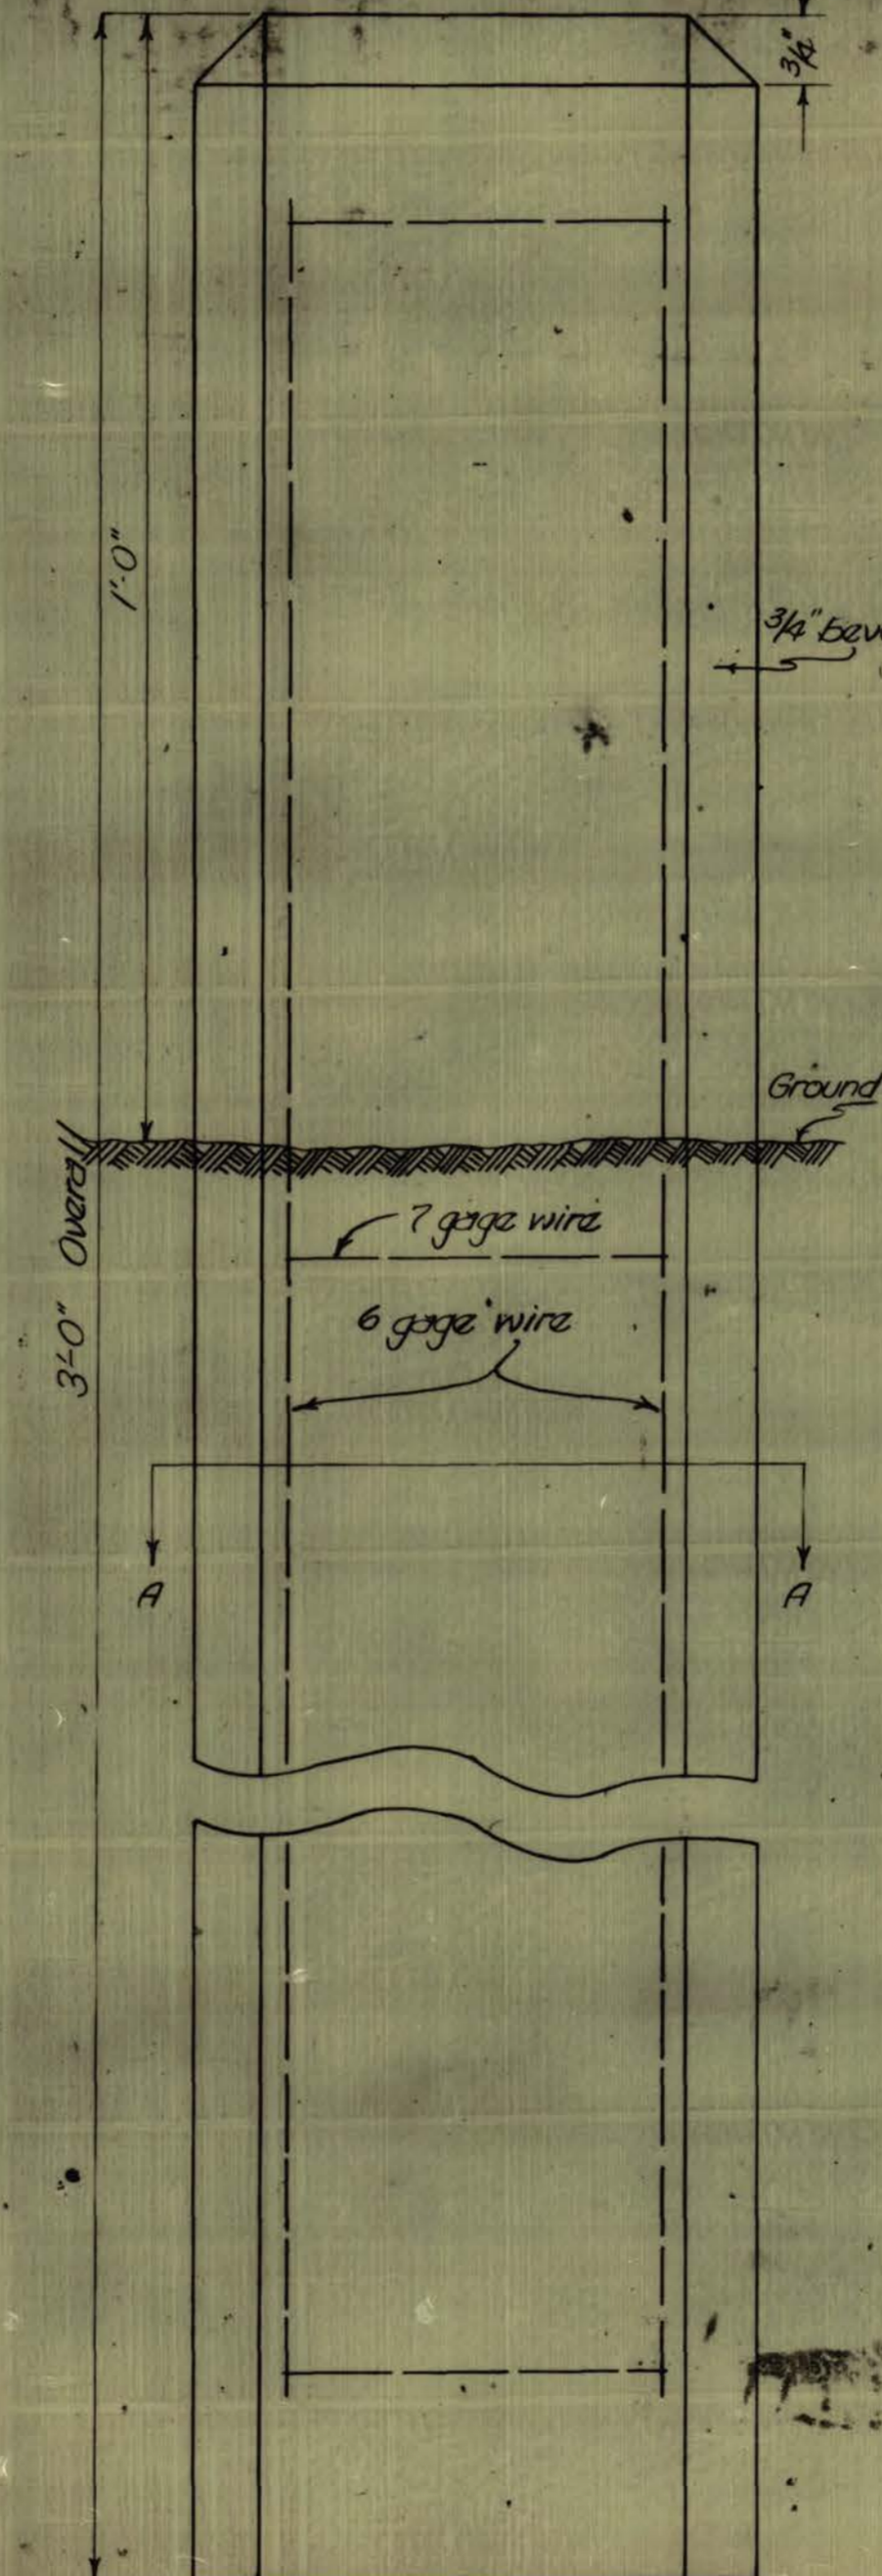 3/4"
1'-0"
3/4" bev
Ground
3'-0" Overall
7 gage wire
6 gage wire
A
A